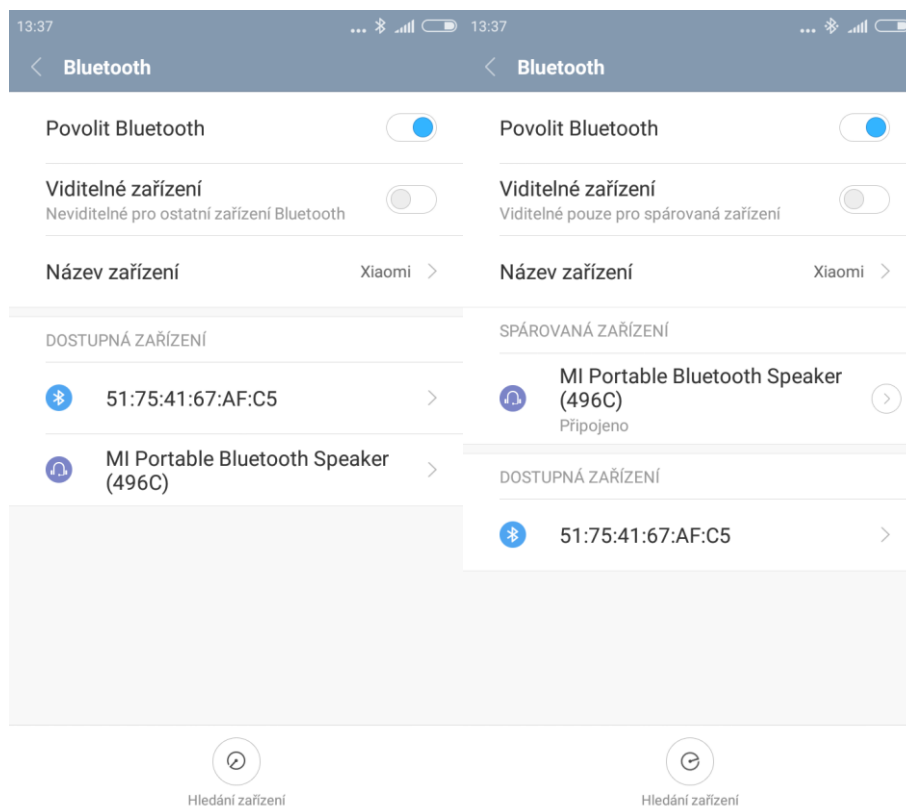 13:37
Bluetooth
Povolit Bluetooth
Viditelné zařízení
Neviditelné pro ostatní zařízení Bluetooth
Název zařízení
Xiaomi
DOSTUPNÁ ZAŘÍZENÍ
51:75:41:67:AF:C5
MI Portable Bluetooth Speaker
(496C)
Hledání zařízení
13:37
Bluetooth
Povolit Bluetooth
Viditelné zařízení
Viditelné pouze pro spárovaná zařízení
Název zařízení
Xiaomi
SPÁROVANÁ ZAŘÍZENÍ
MI Portable Bluetooth Speaker
(496C)
Připojeno
DOSTUPNÁ ZAŘÍZENÍ
51:75:41:67:AF:C5
Hledání zařízení